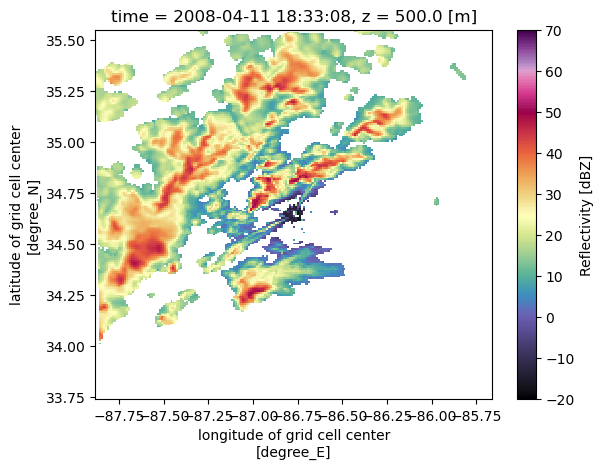 time = 2008-04-11 18:33:08, z = 500.0 [m]
35.50
35.25
35.00
34.75
34.50
34.25
34.00
33.75
latitude of grid cell center
[degree_N]
−87.75 −87.50 −87.25 −87.00 −86.75 −86.50 −86.25 −86.00 −85.75
longitude of grid cell center
[degree_E]
70
60
50
40
30
20
10
0
−10
−20
Reflectivity [dBZ]